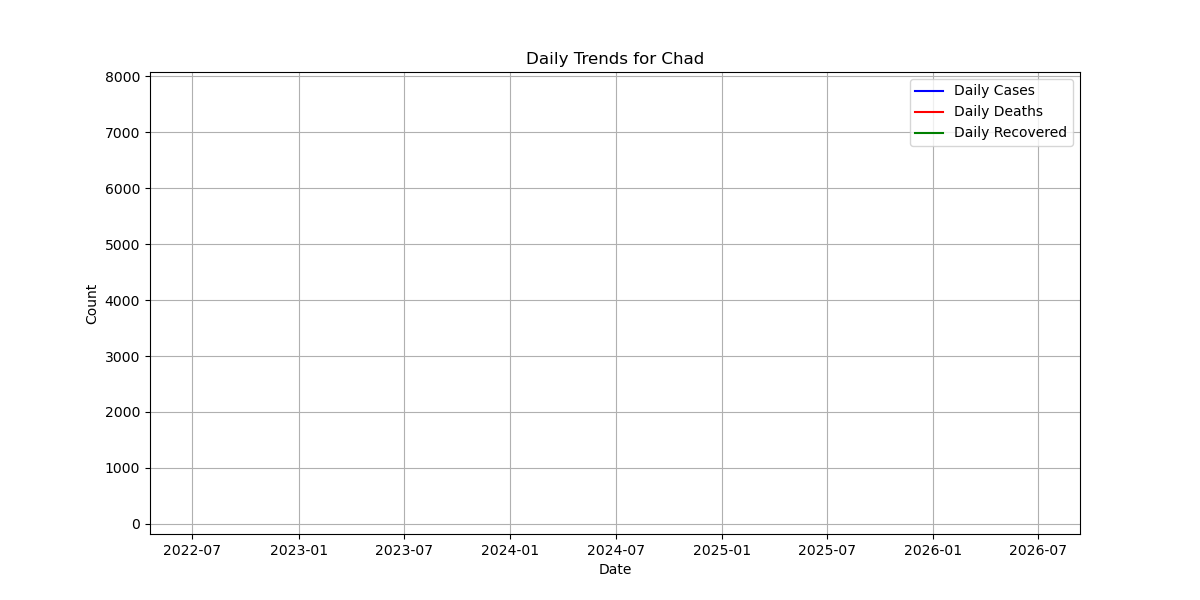 Daily Trends for Chad
Daily Cases
Daily Deaths
Daily Recovered
Count
8000
7000
6000
5000
4000
3000
2000
1000
0
2022-07 2023-01 2023-07 2024-01 2024-07 2025-01 2025-07 2026-01 2026-07
Date